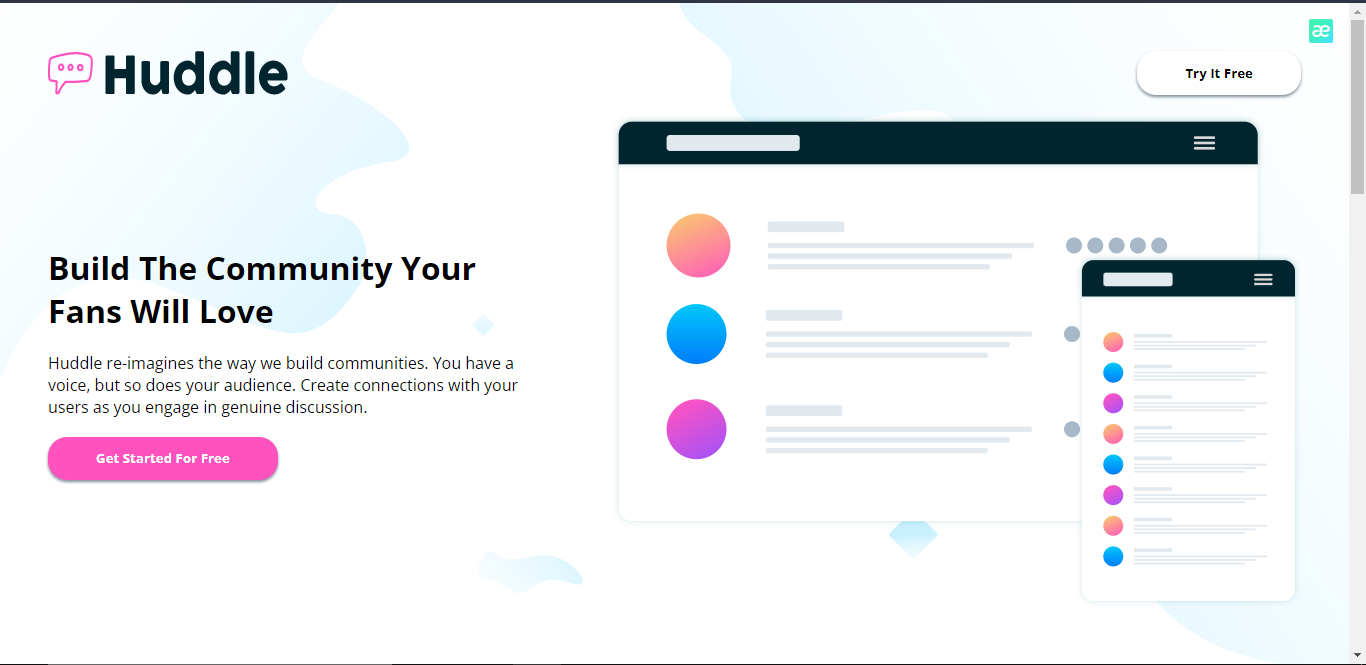 æ
Huddle
Try It Free
Build The Community Your
Fans Will Love
Huddle re-imagines the way we build communities. You have a
voice, but so does your audience. Create connections with your
users as you engage in genuine discussion.
Get Started For Free